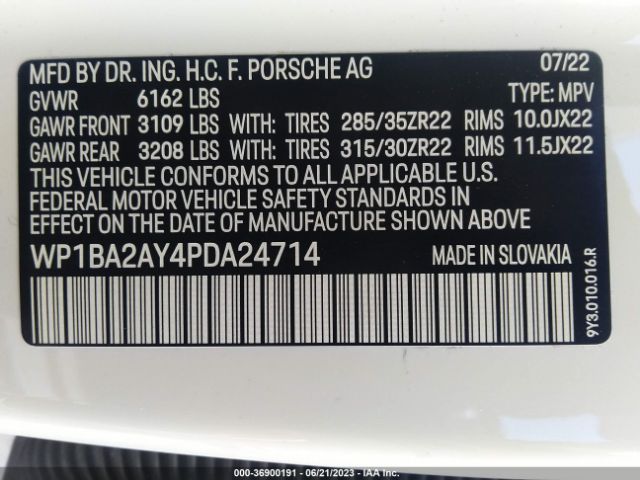 MFD BY DR. ING. H.C. F. PORSCHE AG 07/22
GVWR 6162 LBS TYPE: MPV
GAWR FRONT 3109 LBS WITH: TIRES 285/35ZR22 RIMS 10.0JX22
GAWR REAR 3208 LBS WITH: TIRES 315/30ZR22 RIMS 11.5JX22
THIS VEHICLE CONFORMS TO ALL APPLICABLE U.S.
FEDERAL MOTOR VEHICLE SAFETY STANDARDS IN
EFFECT ON THE DATE OF MANUFACTURE SHOWN ABOVE
WP1BA2AY4PDA24714 MADE IN SLOVAKIA
9Y3.010.016.R
000-36900191 - 06/21/2023 - IAA Inc.